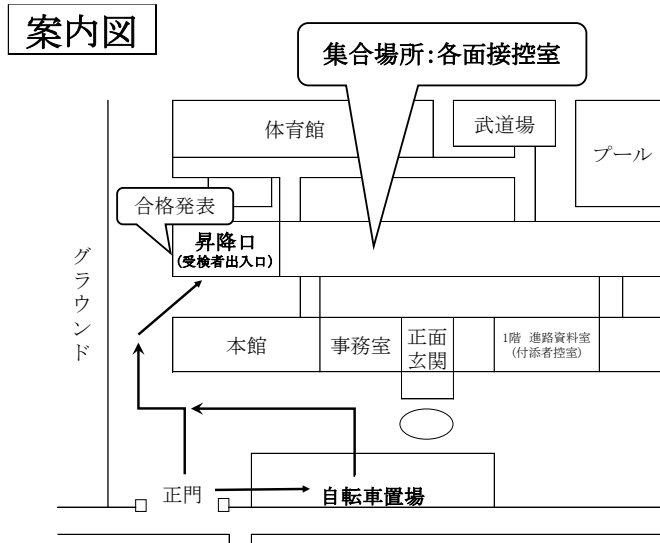 案内図
集合場所：各面接控室
体育館
武道場
プール
合格発表
昇降口
(受検者出入口)
グラウンド
本館
事務室
正面
玄関
1階 進路資料室
(付添者控室)
正門
自転車置場